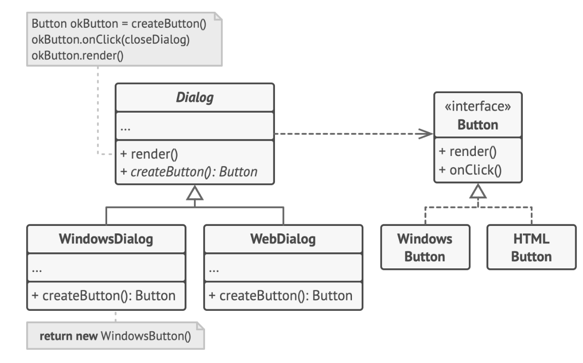 Button okButton = createButton()
okButton.onClick(closeDialog)
okButton.render()
Dialog
...
+ render()
+ createButton(): Button
«interface»
Button
+ render()
+ onClick()
WindowsDialog
...
+ createButton(): Button
WebDialog
...
+ createButton(): Button
Windows
Button
HTML
Button
return new WindowsButton()